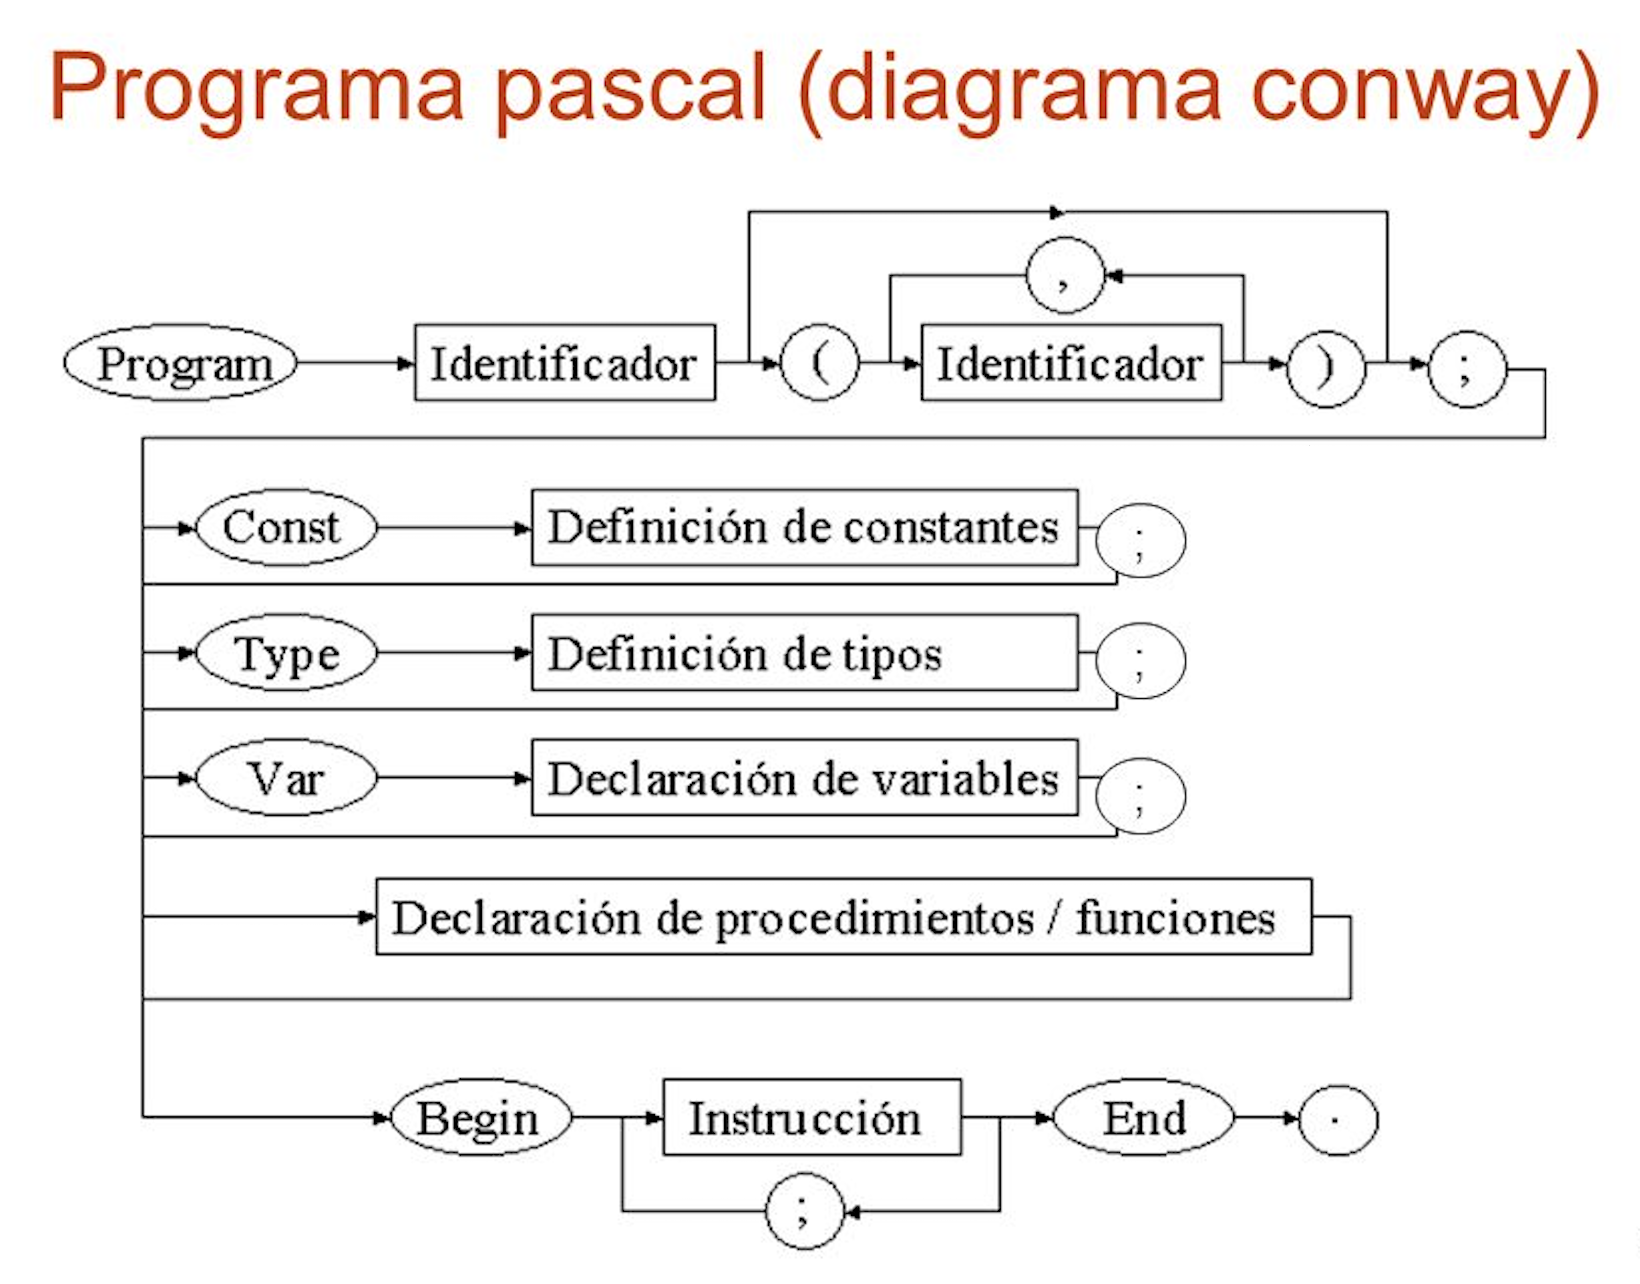 Programa pascal (diagrama conway)
,
Program Identificador ( Identificador ) ;
Const Definición de constantes ;
Type Definición de tipos ;
Var Declaración de variables ;
Declaración de procedimientos / funciones
Begin Instrucción End .
;